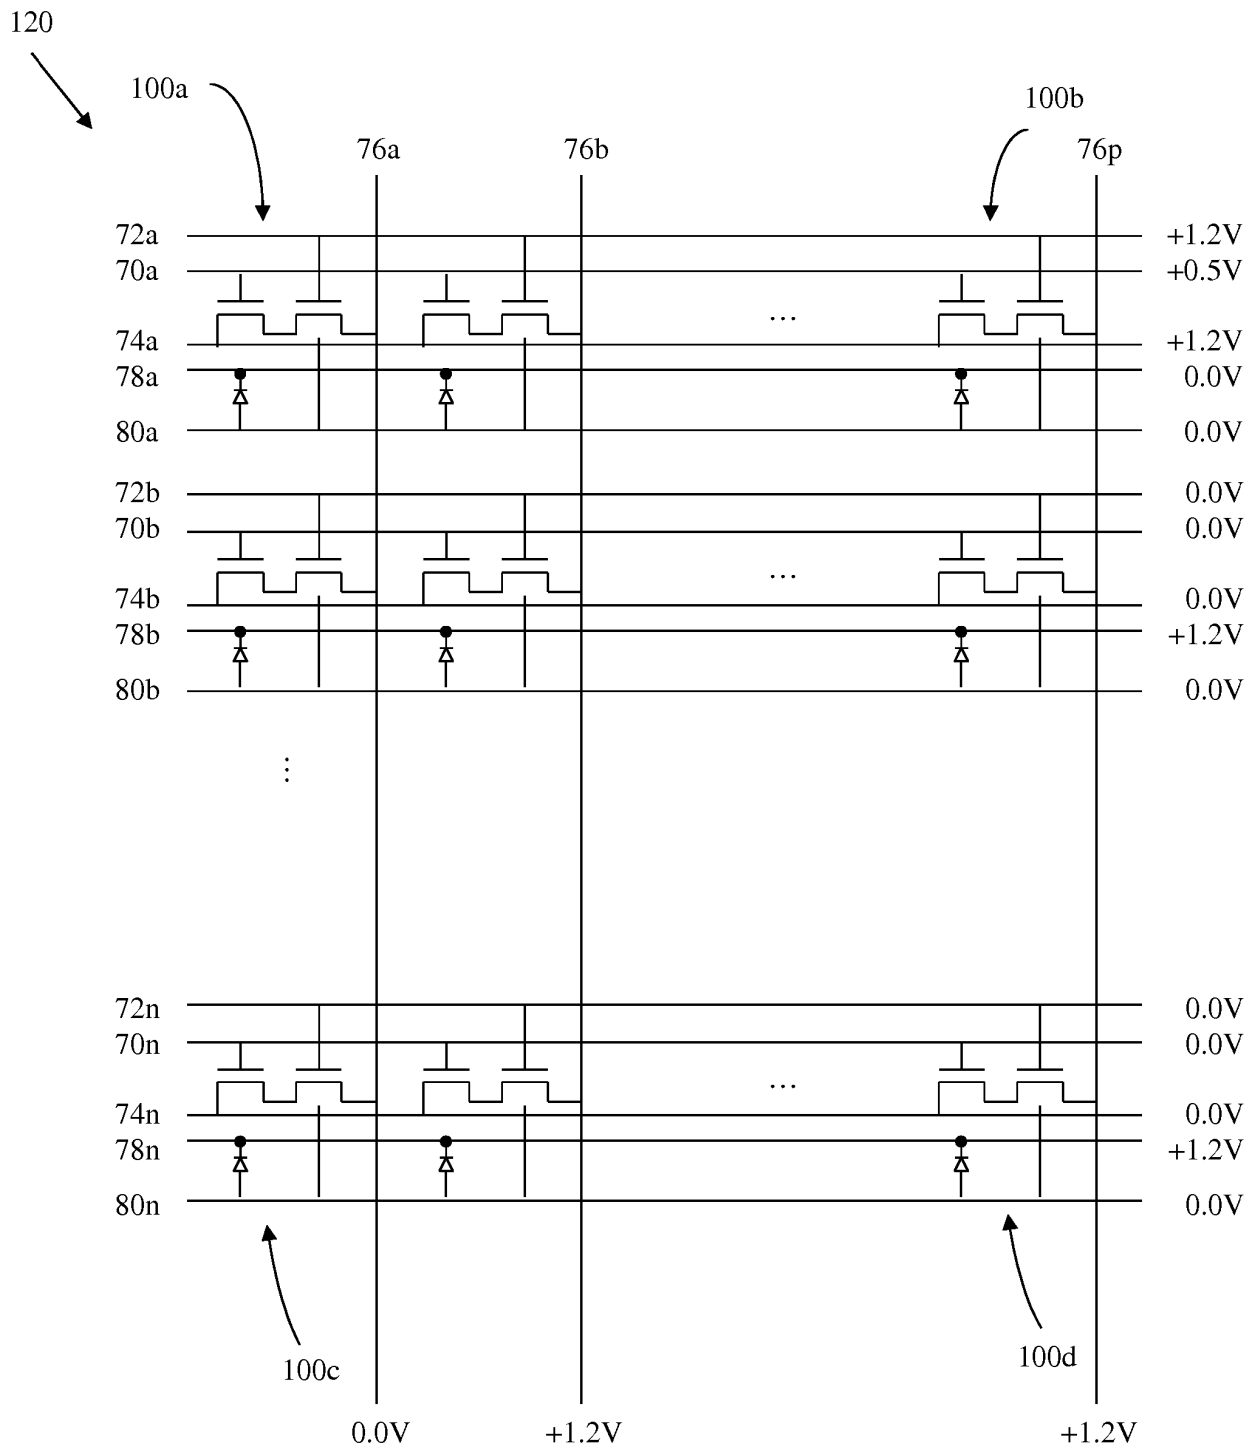 120
100a
100b
76a 76b 76p
72a +1.2V
70a +0.5V
...
74a +1.2V
78a 0.0V
80a 0.0V
72b 0.0V
70b 0.0V
...
74b 0.0V
78b +1.2V
80b 0.0V
⋮
72n 0.0V
70n 0.0V
...
74n 0.0V
78n +1.2V
80n 0.0V
100c
100d
0.0V +1.2V +1.2V